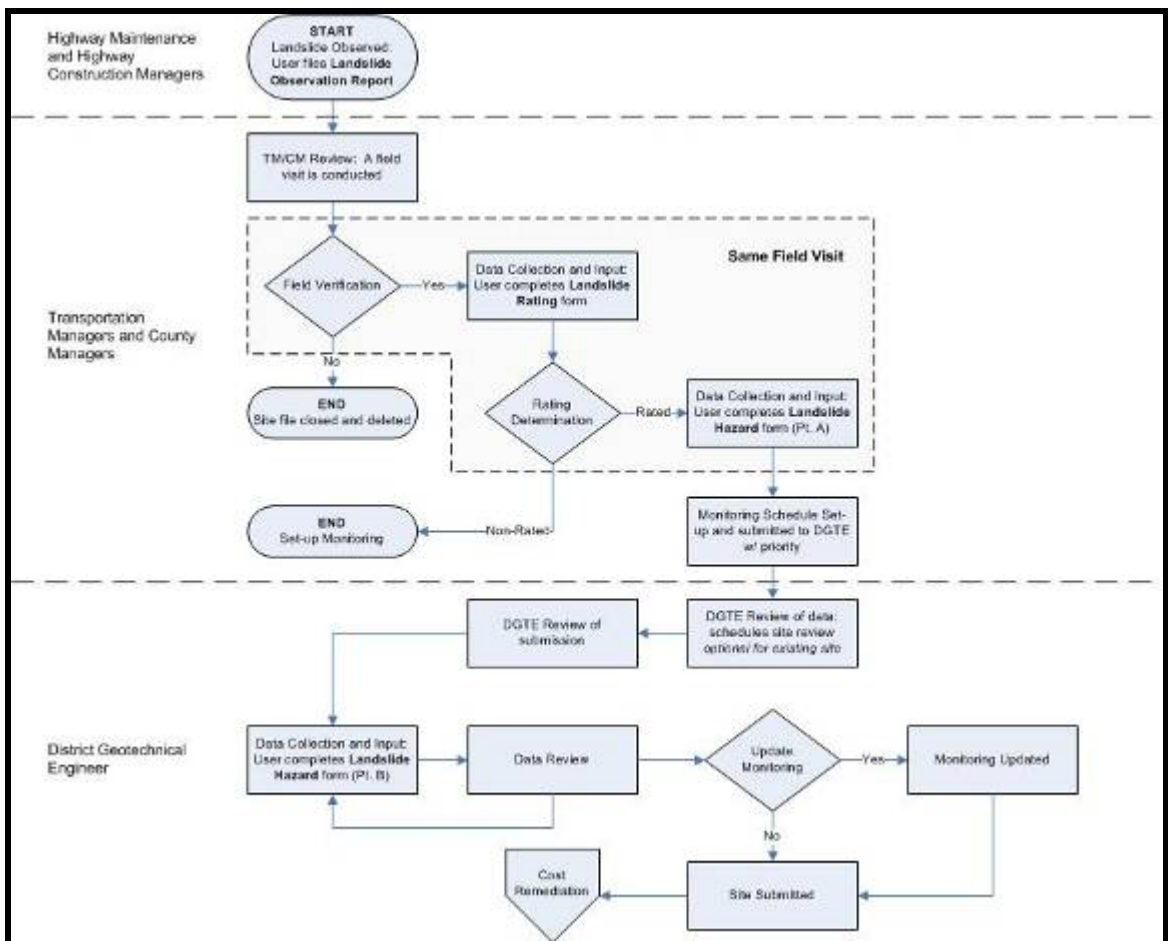 Highway Maintenance
and Highway
Construction Managers
START
Landslide Observed:
User files Landslide
Observation Report
TM/CM Review: A field
visit is conducted
Same Field Visit
Field Verification
Yes
Data Collection and Input:
User completes Landslide
Rating form
Transportation
Managers and County
Managers
No
END
Site file closed and deleted
Rating
Determination
Rated
Data Collection and Input:
User completes Landslide
Hazard form (Pt. A)
END
Set-up Monitoring
Non-Rated
Monitoring Schedule Set-
up and submitted to DGTE
w/ priority
DGTE Review of
submission
DGTE Review of data:
schedules site review
optional for existing site
District Geotechnical
Engineer
Data Collection and Input:
User completes Landslide
Hazard form (Pt. B)
Data Review
Update
Monitoring
Yes
Monitoring Updated
No
Cost
Remediation
Site Submitted